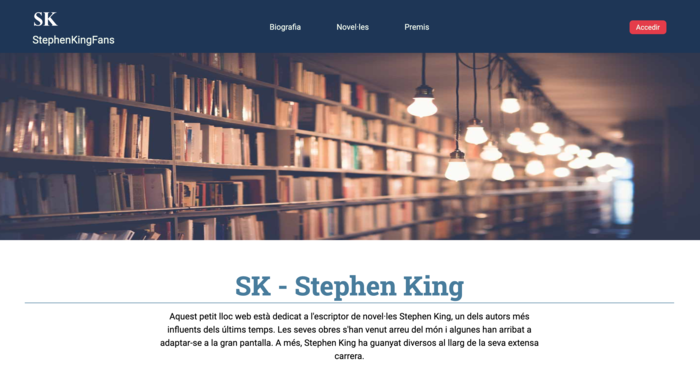 SK
StephenKingFans
Biografia
Novel·les
Premis
Accedir
SK - Stephen King
Aquest petit lloc web està dedicat a l'escriptor de novel·les Stephen King, un dels autors més
influents dels últims temps. Les seves obres s'han venut arreu del món i algunes han arribat a
adaptar-se a la gran pantalla. A més, Stephen King ha guanyat diversos al llarg de la seva extensa
carrera.